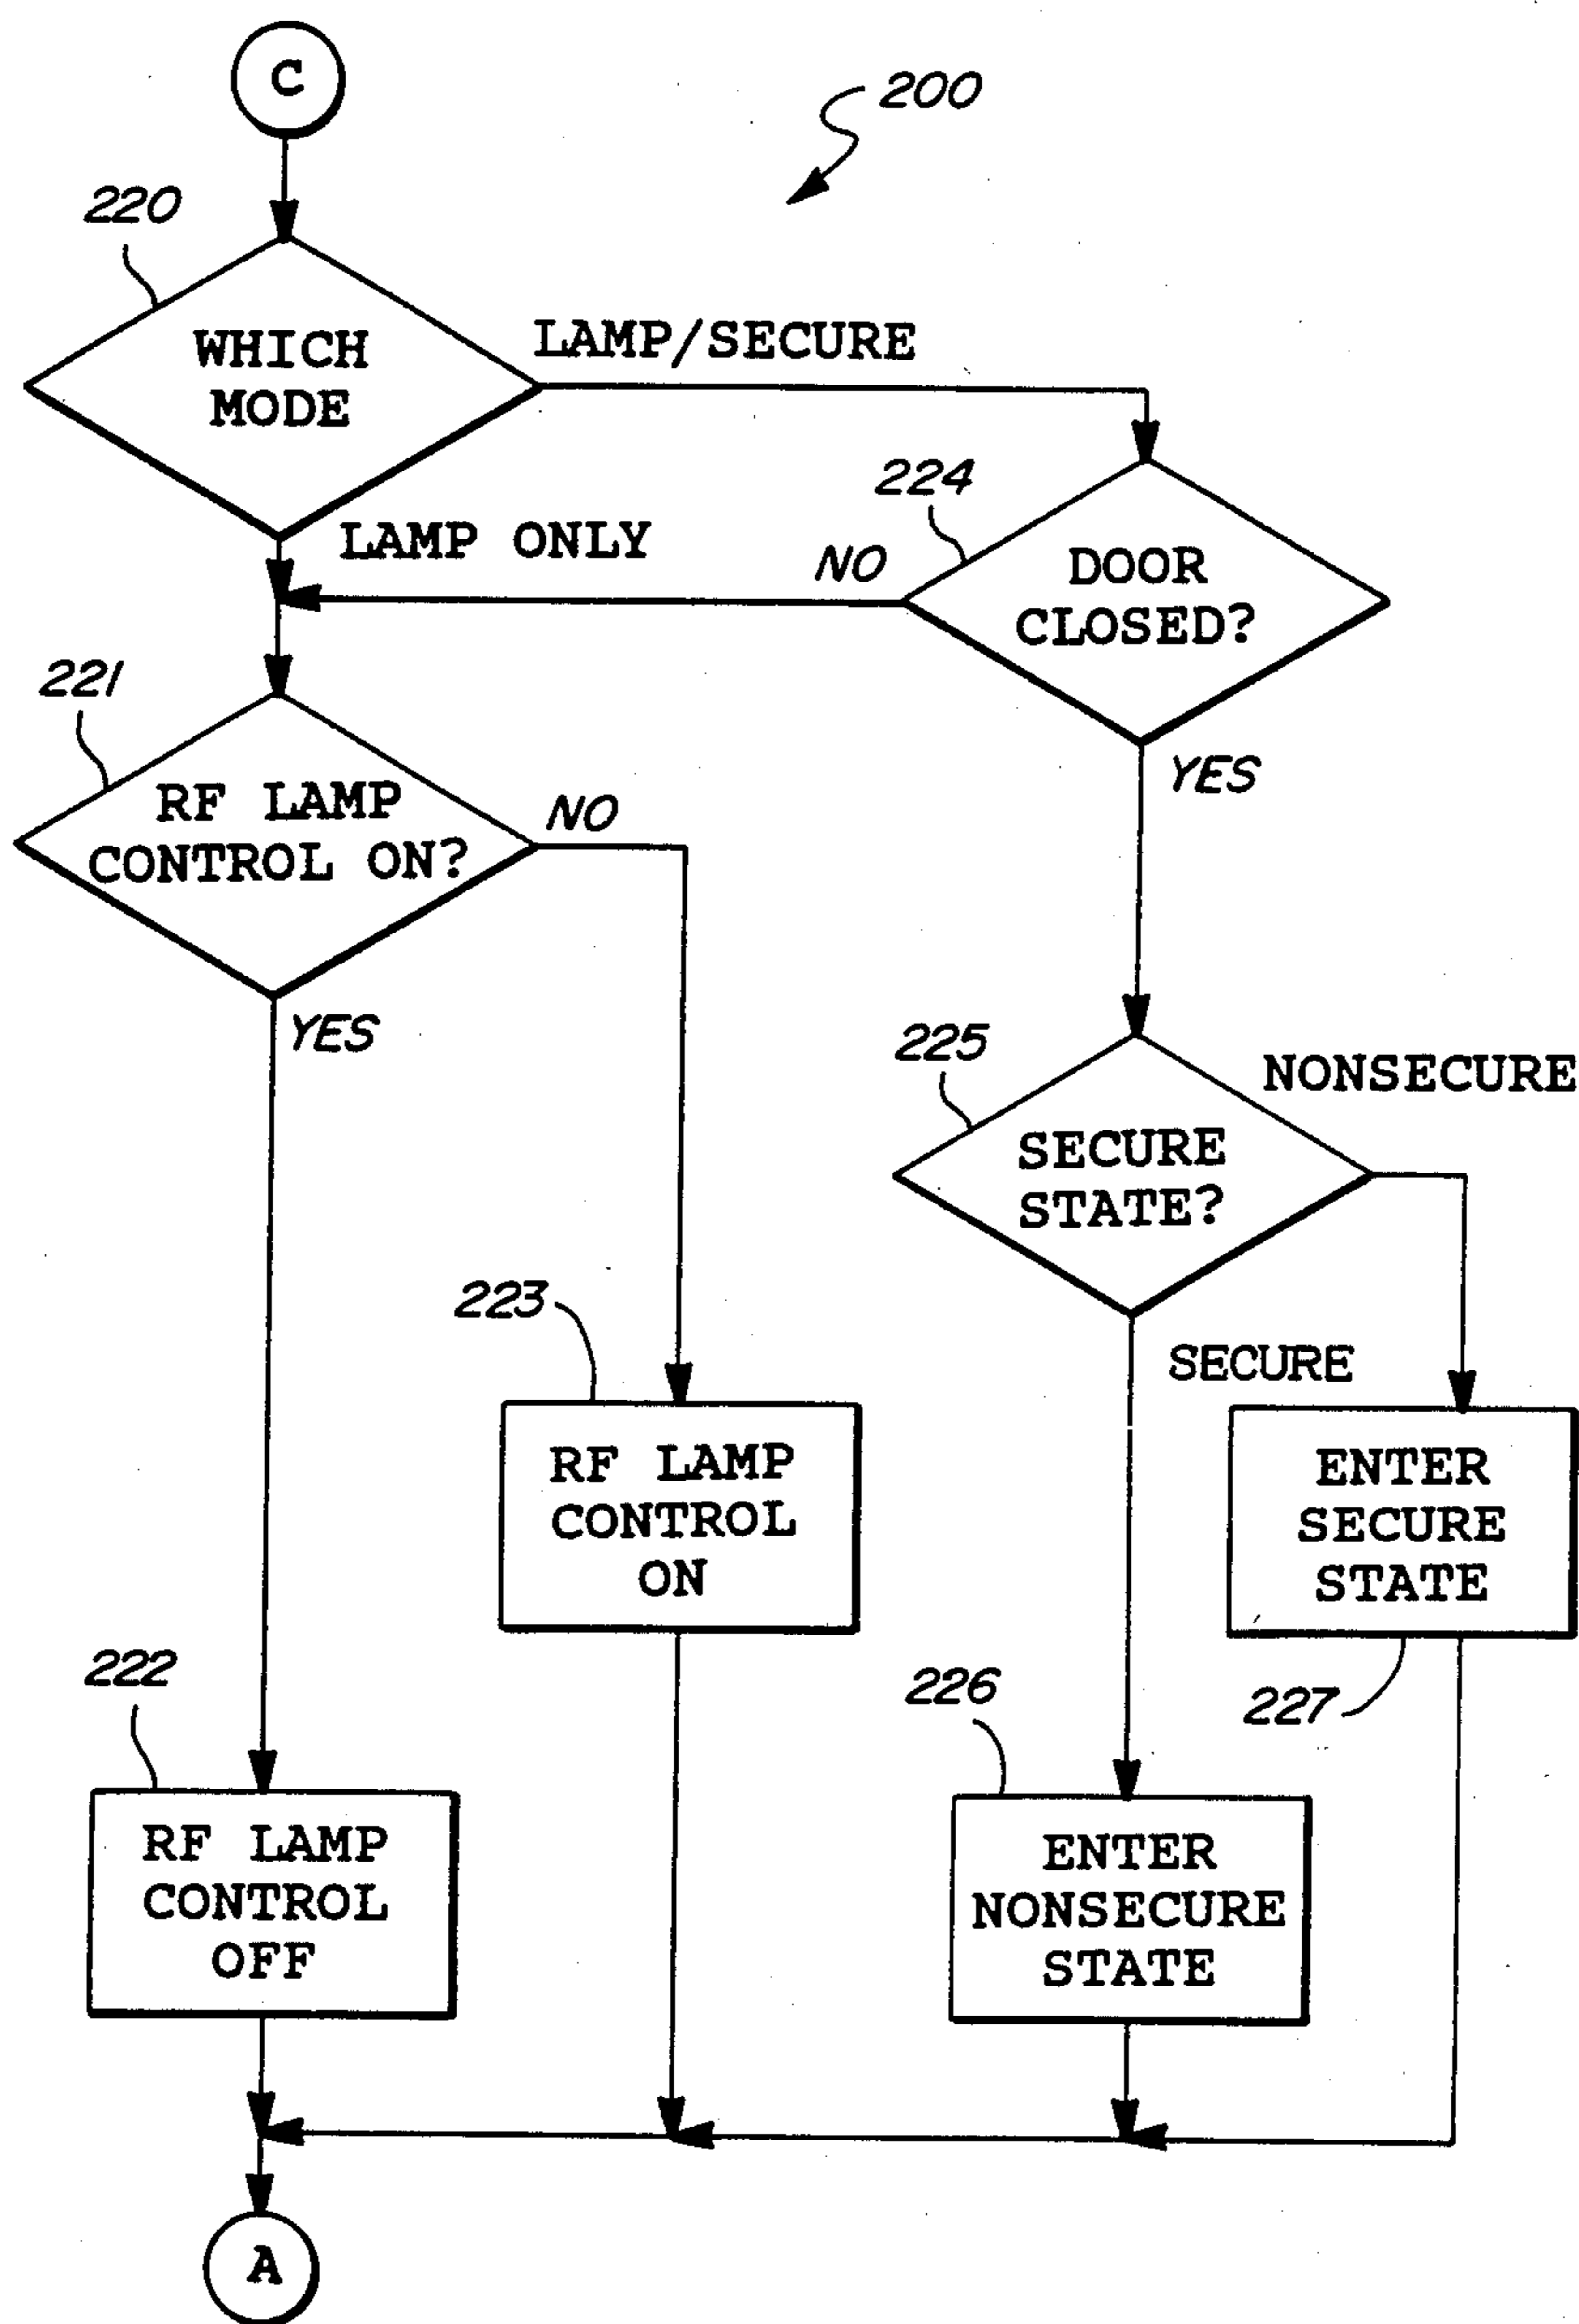 C
200
220
WHICH
MODE
LAMP/SECURE
LAMP ONLY
224
NO
DOOR
CLOSED?
YES
221
RF LAMP
CONTROL ON?
NO
YES
225
NONSECURE
SECURE
STATE?
SECURE
223
RF LAMP
CONTROL
ON
ENTER
SECURE
STATE
227
222
RF LAMP
CONTROL
OFF
226
ENTER
NONSECURE
STATE
A